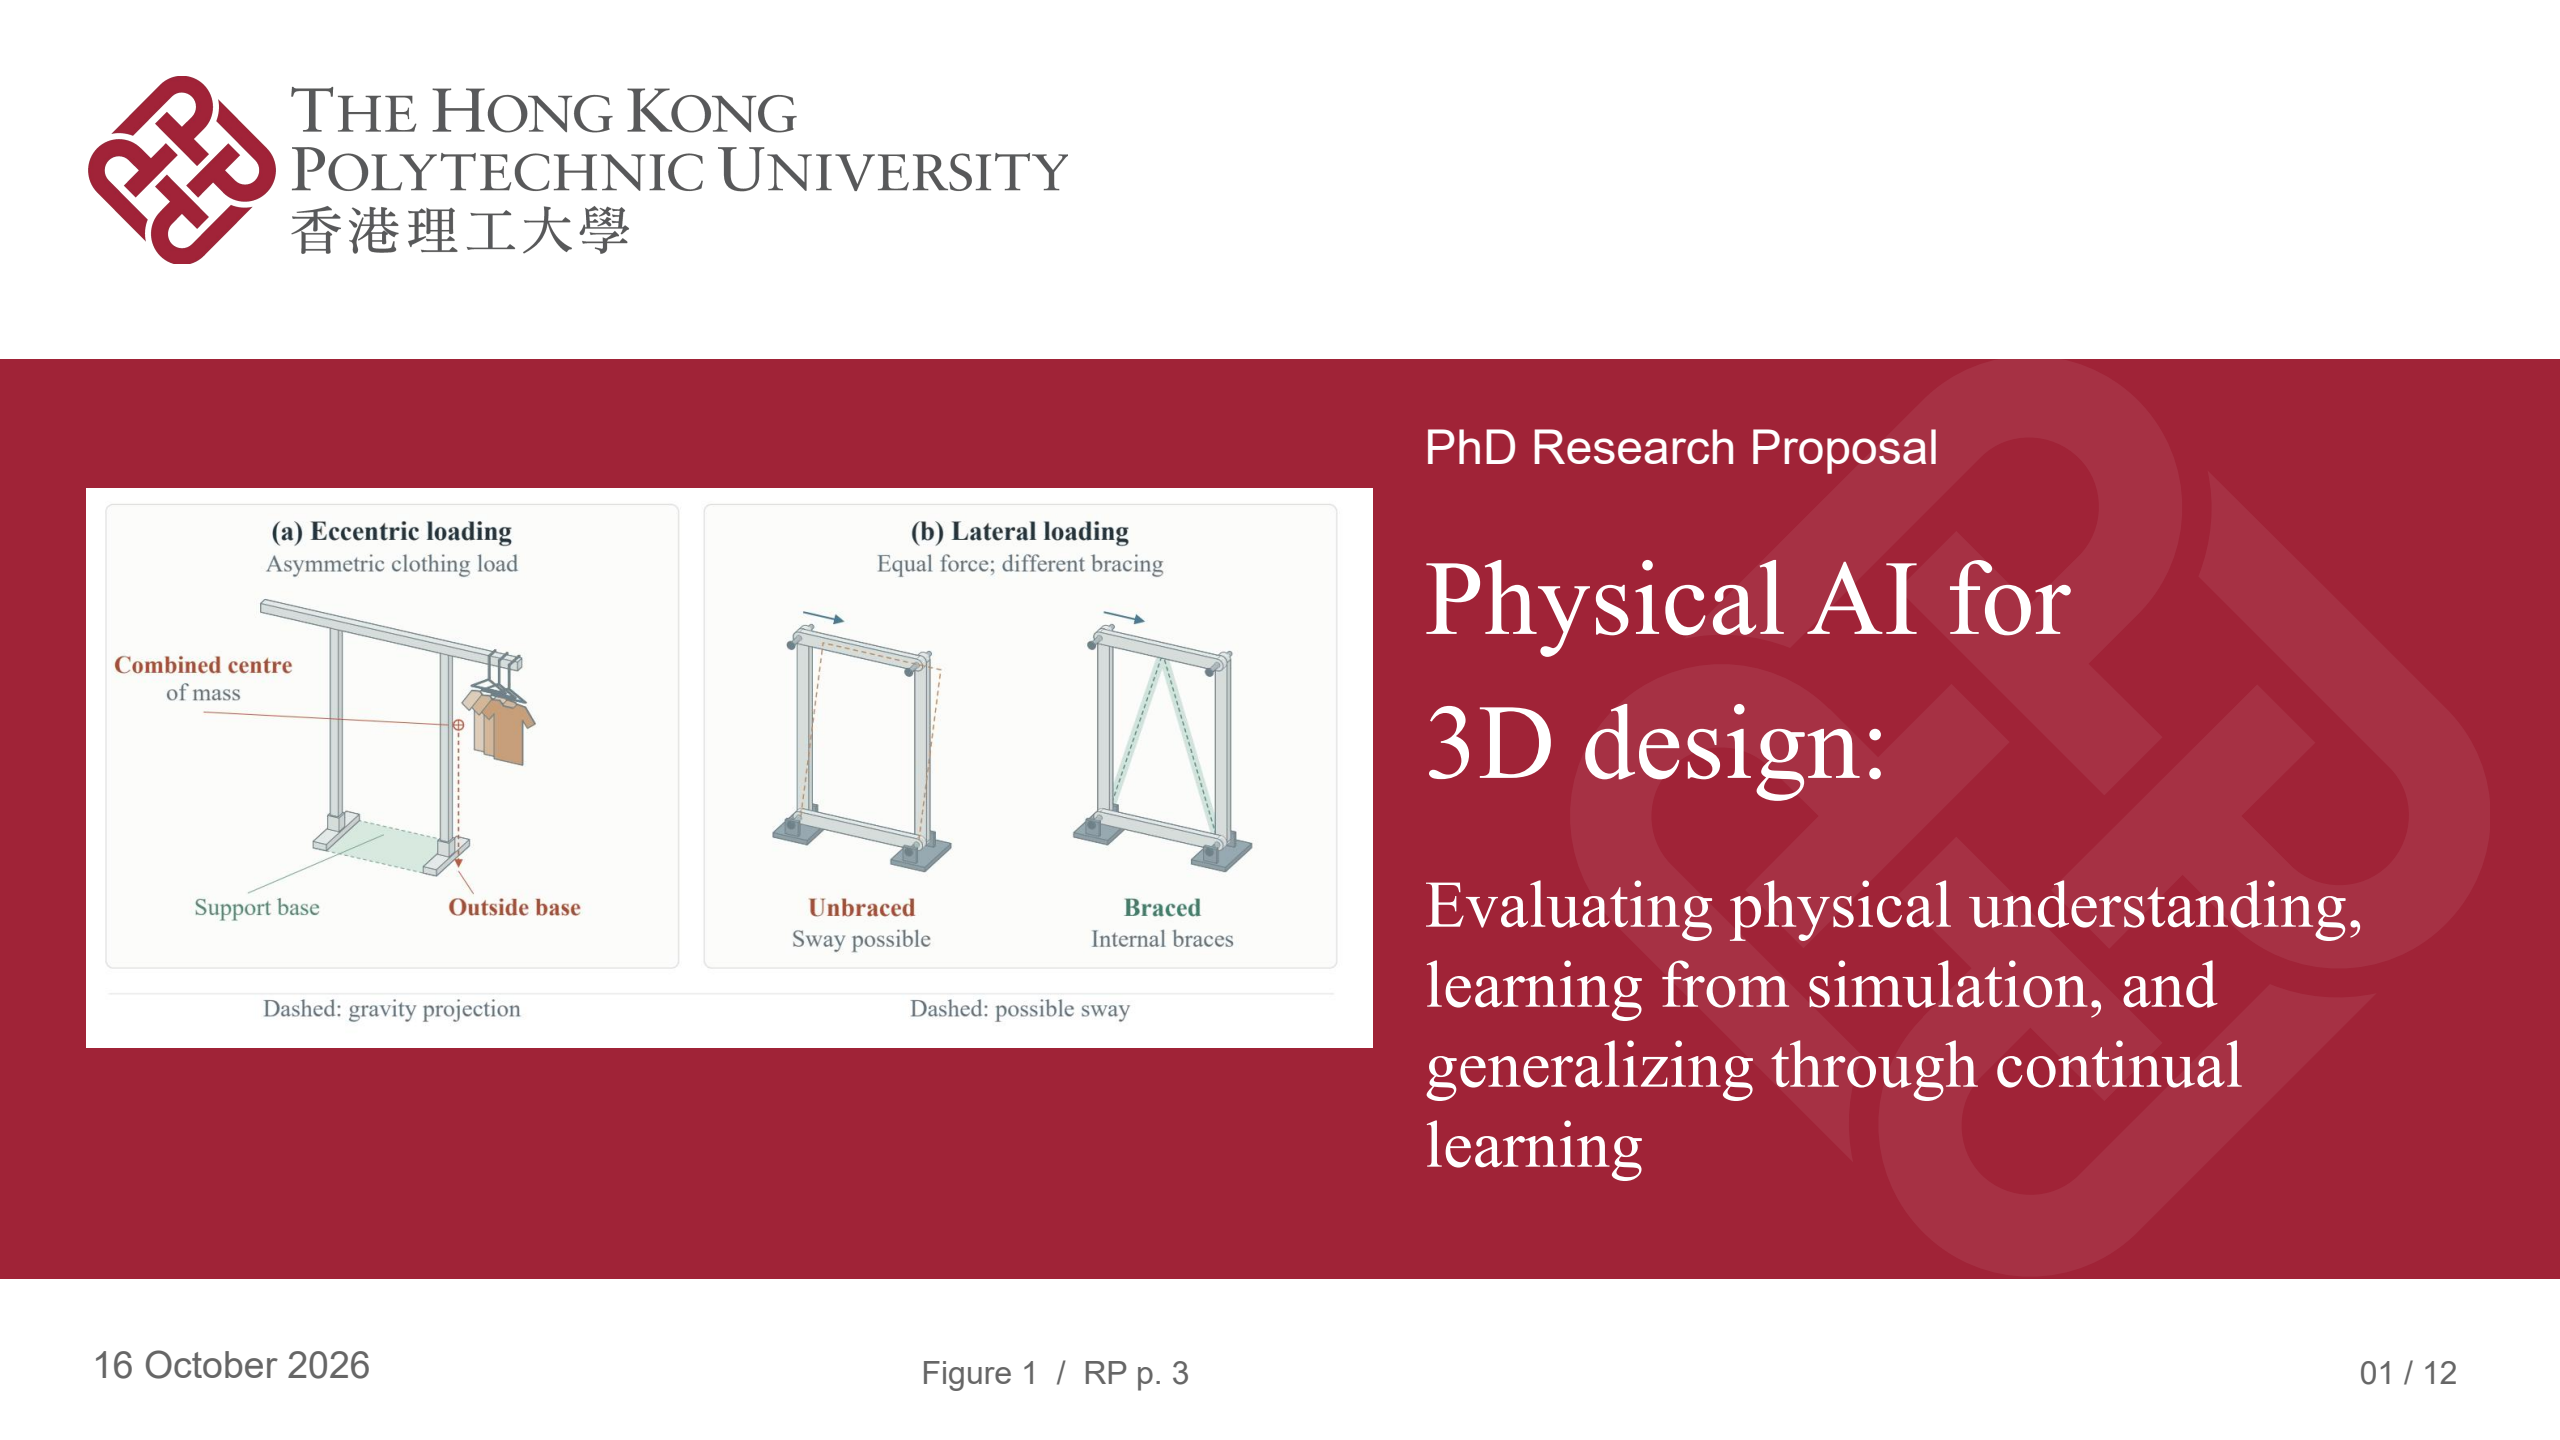 THE HONG KONG
POLYTECHNIC UNIVERSITY
香港理工大學
PhD Research Proposal
Physical AI for
3D design:
Evaluating physical understanding,
learning from simulation, and
generalizing through continual
learning
(a) Eccentric loading
Asymmetric clothing load
Combined centre
of mass
Support base
Outside base
Dashed: gravity projection
(b) Lateral loading
Equal force; different bracing
Unbraced
Sway possible
Braced
Internal braces
Dashed: possible sway
16 October 2026
Figure 1 / RP p. 3
01 / 12